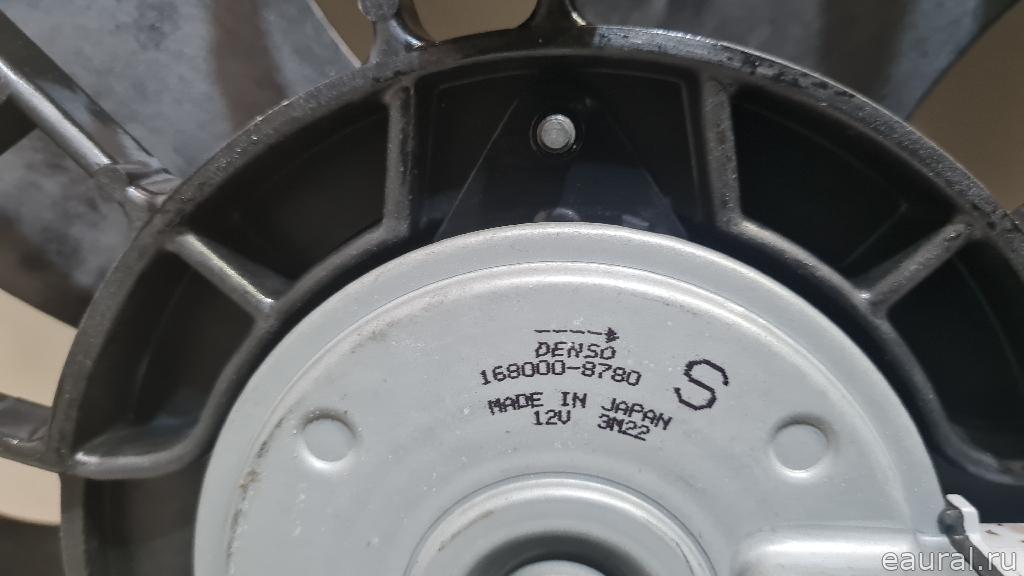 DENSO
168000-8780
S
MADE IN JAPAN
12V 3M22
eaural.ru